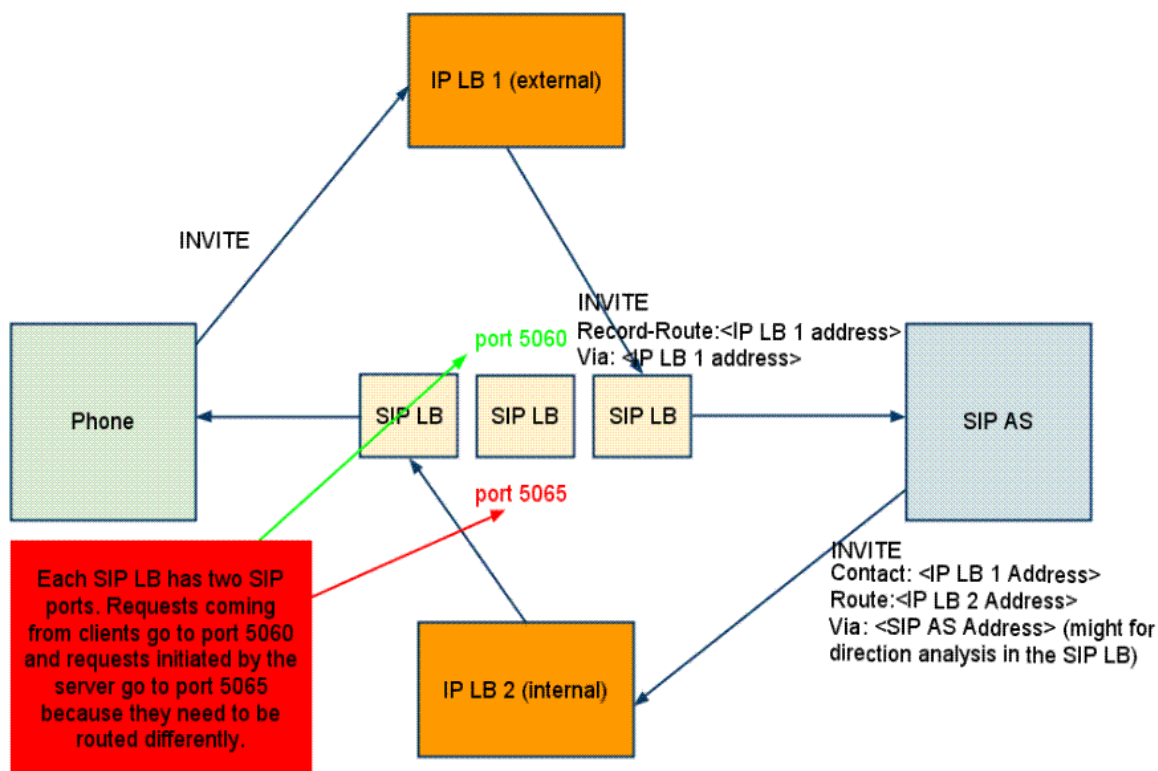 IP LB 1 (external)
INVITE
INVITE
Record-Route:<IP LB 1 address>
Via: <IP LB 1 address>
port 5060
Phone
SIP LB
SIP LB
SIP LB
SIP AS
port 5065
Each SIP LB has two SIP
ports. Requests coming
from clients go to port 5060
and requests initiated by the
server go to port 5065
because they need to be
routed differently.
IP LB 2 (internal)
INVITE
Contact: <IP LB 1 Address>
Route:<IP LB 2 Address>
Via: <SIP AS Address> (might for
direction analysis in the SIP LB)